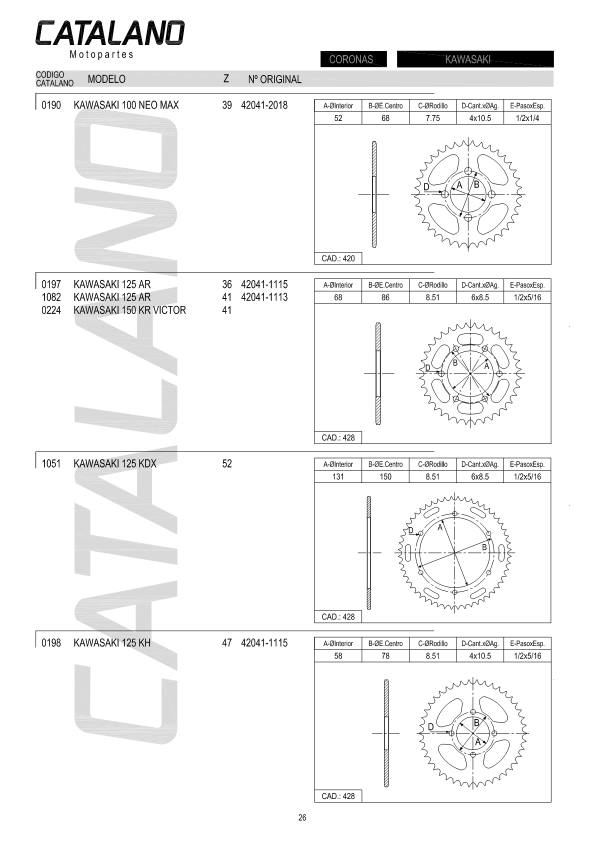 CATALANO
Motopartes
CORONAS KAWASAKI
CODIGO CATALANO MODELO Z Nº ORIGINAL
0190 KAWASAKI 100 NEO MAX 39 42041-2018
A-ØInterior B-ØE.Centro C-ØRodillo D-Cant.xØAg. E-PasoxEsp.
52 68 7.75 4x10.5 1/2x1/4
D A B
CAD.: 420
0197 KAWASAKI 125 AR 36 42041-1115
1082 KAWASAKI 125 AR 41 42041-1113
0224 KAWASAKI 150 KR VICTOR 41
A-ØInterior B-ØE.Centro C-ØRodillo D-Cant.xØAg. E-PasoxEsp.
68 86 8.51 6x8.5 1/2x5/16
D B A
CAD.: 428
1051 KAWASAKI 125 KDX 52
A-ØInterior B-ØE.Centro C-ØRodillo D-Cant.xØAg. E-PasoxEsp.
131 150 8.51 6x8.5 1/2x5/16
D A B
CAD.: 428
0198 KAWASAKI 125 KH 47 42041-1115
A-ØInterior B-ØE.Centro C-ØRodillo D-Cant.xØAg. E-PasoxEsp.
58 78 8.51 4x10.5 1/2x5/16
D B A
CAD.: 428
CATALANO
CATALANO
26